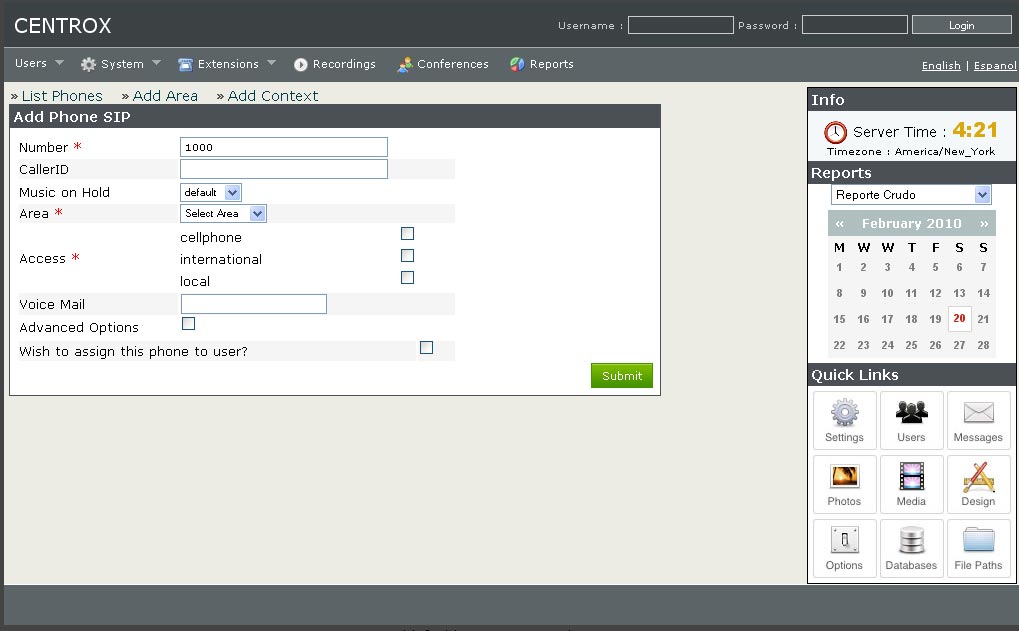 CENTROX Username : Password : Login
Users System Extensions Recordings Conferences Reports English | Espanol
» List Phones » Add Area » Add Context
Add Phone SIP
Number * 1000
CallerID
Music on Hold default
Area * Select Area
Access *
cellphone
international
local
Voice Mail
Advanced Options
Wish to assign this phone to user?
Submit
Info
Server Time : 4:21
Timezone : America/New_York
Reports
Reporte Crudo
« February 2010 »
M W W T F S S
1 2 3 4 5 6 7
8 9 10 11 12 13 14
15 16 17 18 19 20 21
22 23 24 25 26 27 28
Quick Links
Settings Users Messages
Photos Media Design
Options Databases File Paths